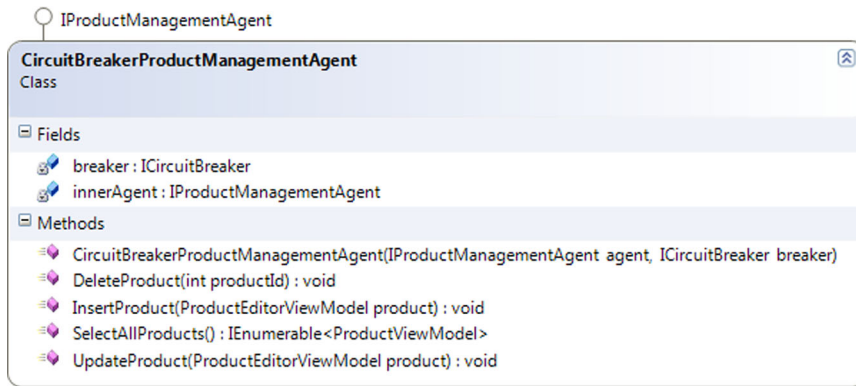 IProductManagementAgent
CircuitBreakerProductManagementAgent
Class
Fields
breaker : ICircuitBreaker
innerAgent : IProductManagementAgent
Methods
CircuitBreakerProductManagementAgent(IProductManagementAgent agent, ICircuitBreaker breaker)
DeleteProduct(int productId) : void
InsertProduct(ProductEditorViewModel product) : void
SelectAllProducts() : IEnumerable<ProductViewModel>
UpdateProduct(ProductEditorViewModel product) : void